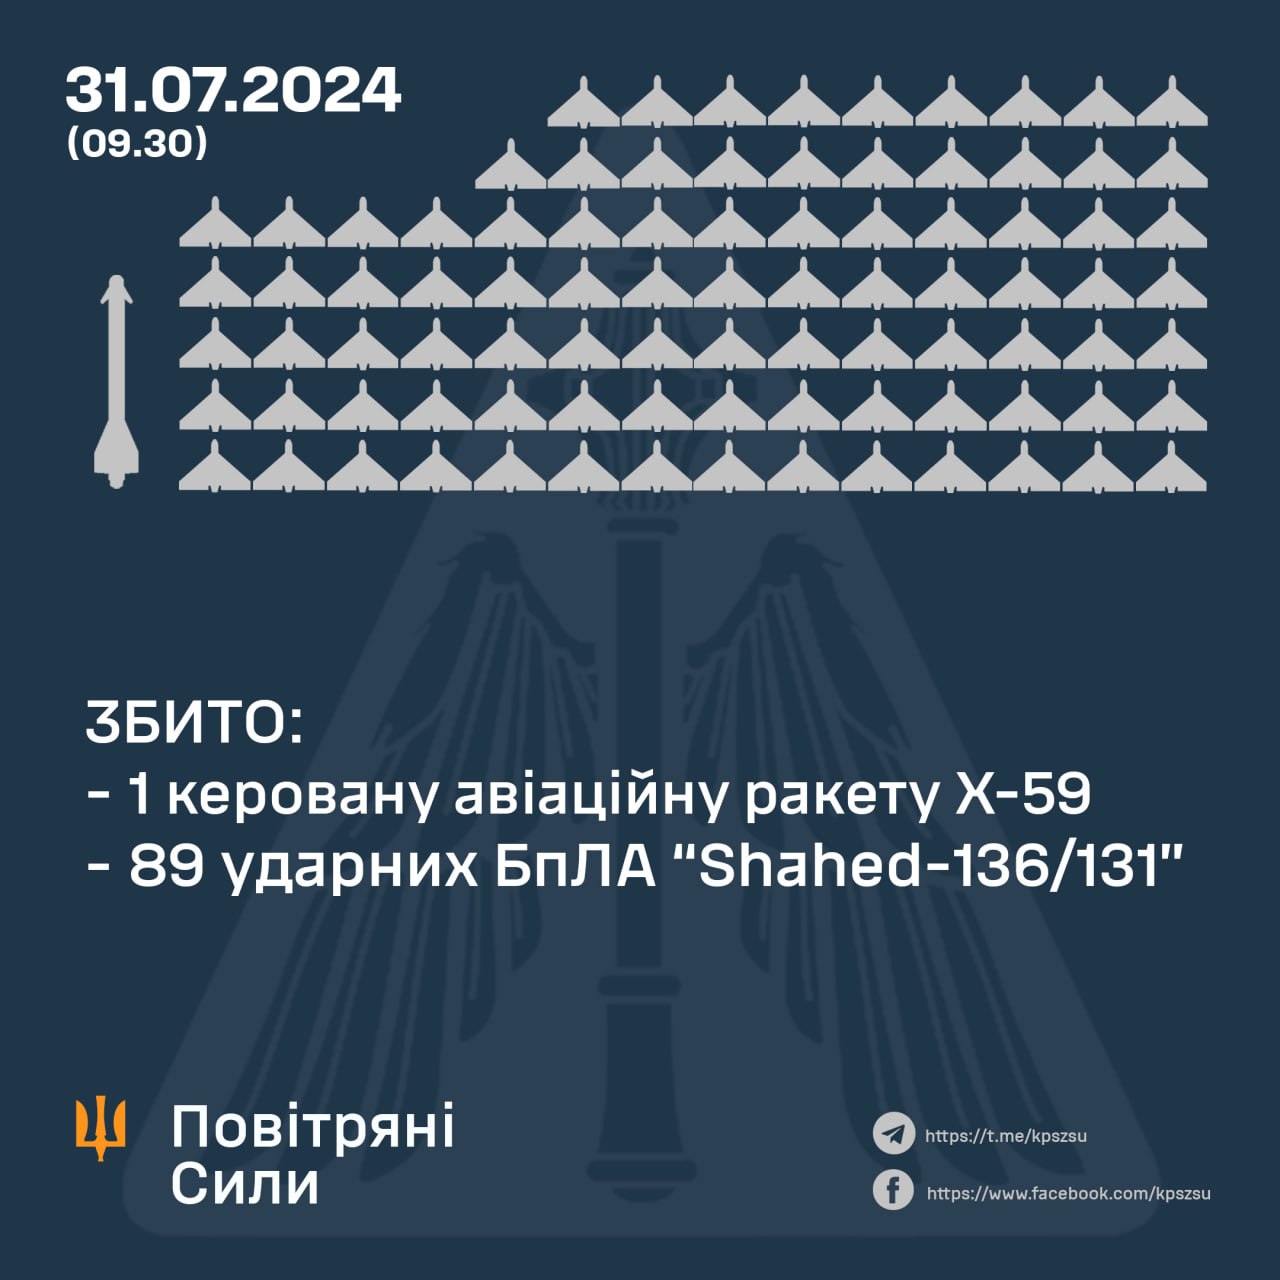 31.07.2024
(09.30)
ЗБИТО:
- 1 керовану авіаційну ракету Х-59
- 89 ударних БпЛА “Shahed-136/131”
Повітряні
Сили
https://t.me/kpszsu
https://www.facebook.com/kpszsu